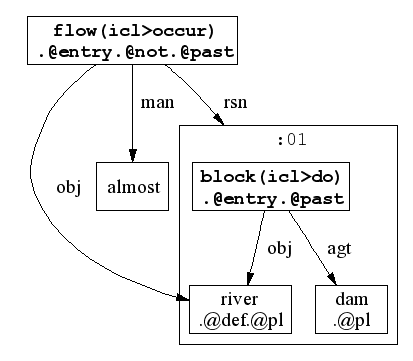 flow(icl>occur)
.@entry.@not.@past
man
rsn
:01
obj
almost
block(icl>do)
.@entry.@past
obj
agt
river
.@def.@pl
dam
.@pl